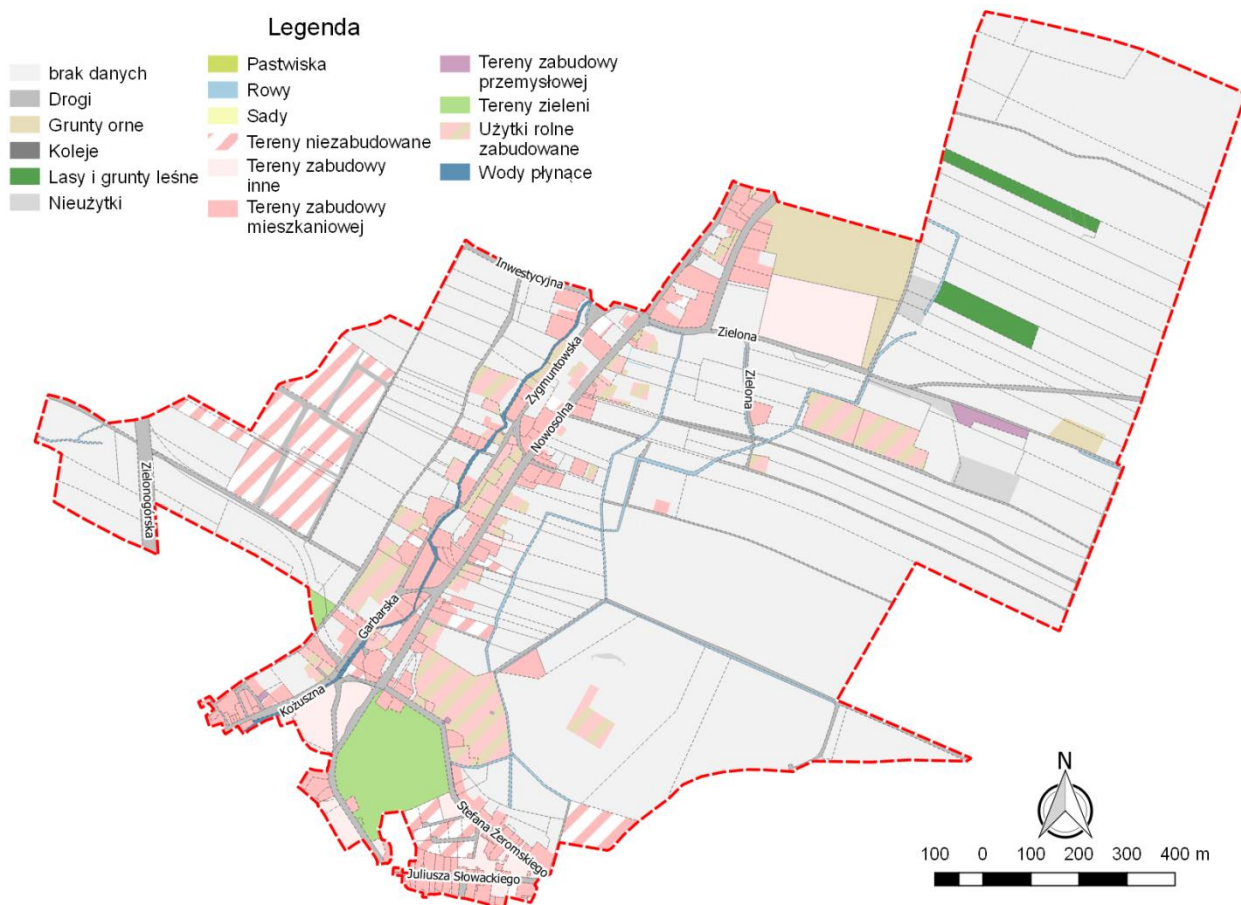 Legenda
brak danych
Drogi
Grunty orne
Koleje
Lasy i grunty leśne
Nieużytki
Pastwiska
Rowy
Sady
Tereny niezabudowane
Tereny zabudowy
inne
Tereny zabudowy
mieszkaniowej
Tereny zabudowy
przemysłowej
Tereny zieleni
Użytki rolne
zabudowane
Wody płynące
Inwestycyjna
Zygmuntowska
Nowosolna
Zielona
Zielona
Zielonogórska
Garbarska
Kożuszna
Stefana Żeromskiego
Juliusza Słowackiego
N
100 0 100 200 300 400 m